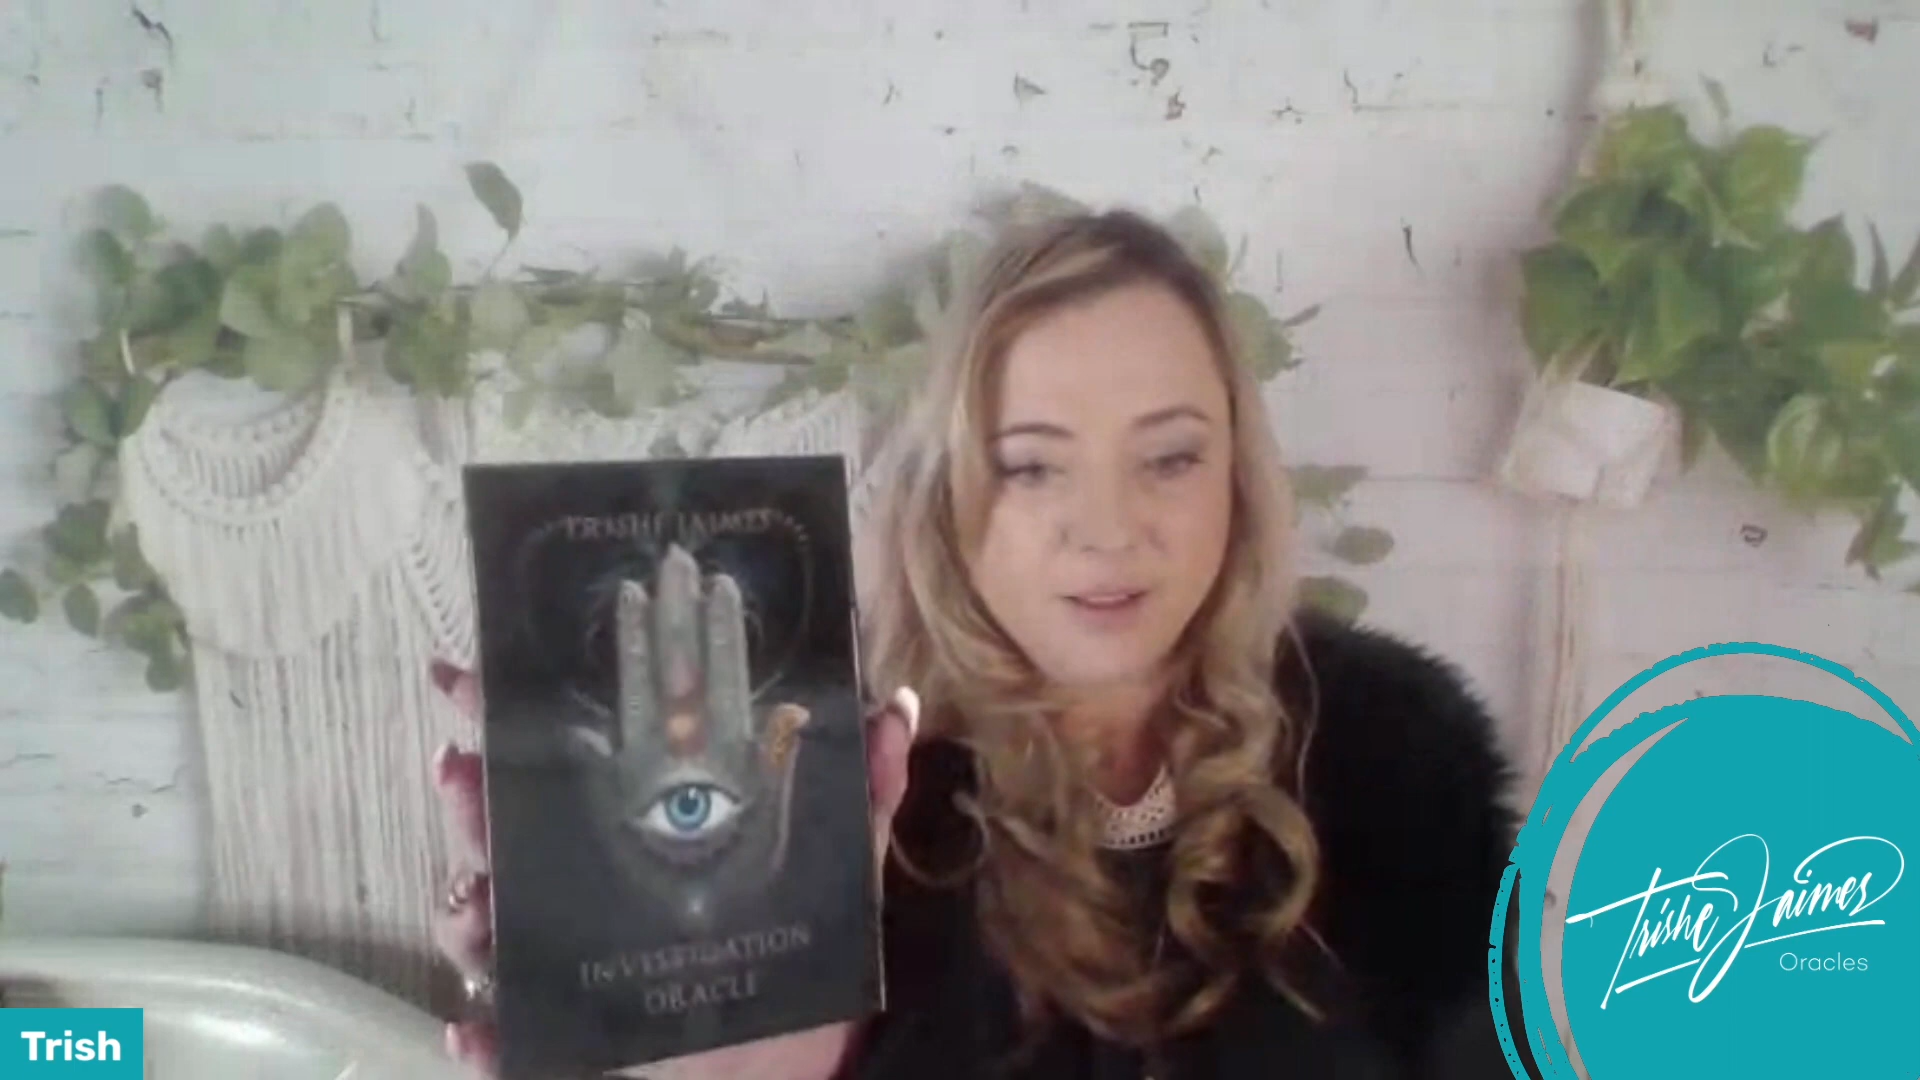 TRISHE JAIMES
INVESTIGATION
ORACLE
Trishe Jaimes
Oracles
Trish